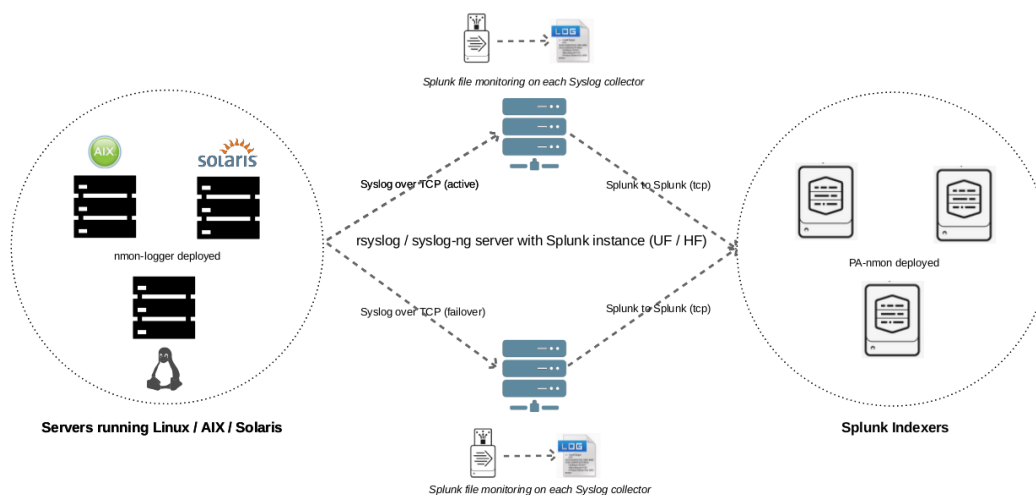 LOG
Splunk file monitoring on each Syslog collector
AIX
SOLARIS
Syslog over TCP (active)
Splunk to Splunk (tcp)
nmon-logger deployed
rsyslog / syslog-ng server with Splunk instance (UF / HF)
PA-nmon deployed
Syslog over TCP (failover)
Splunk to Splunk (tcp)
Servers running Linux / AIX / Solaris
Splunk Indexers
LOG
Splunk file monitoring on each Syslog collector